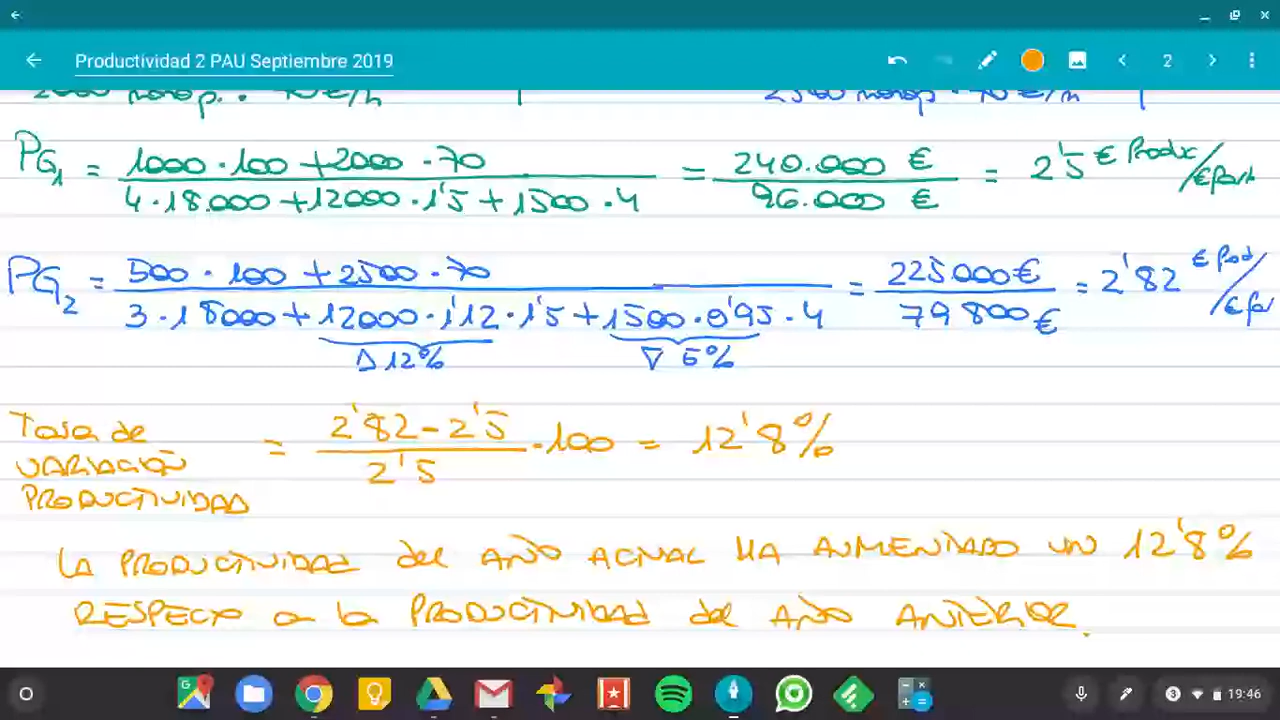 Productividad 2 PAU Septiembre 2019
2
PG1 = 1000 · 100 + 2000 · 70 / 4 · 18.000 + 12000 · 1'5 + 1500 · 4 = 240.000 € / 96.000 € = 2'5 € Produc / € fact
PG2 = 500 · 100 + 2500 · 70 / 3 · 18000 + 12000 · 1'12 · 1'5 + 1500 · 0'95 · 4 = 225000 € / 79800 € = 2'82 € Prod / € fac
Δ 12% ∇ 5%
Tasa de VARIACIÓN PRODUCTIVIDAD = 2'82 - 2'5 / 2'5 · 100 = 12'8%
LA PRODUCTIVIDAD del AÑO ACTUAL HA AUMENTADO UN 12'8%
RESPECTO a la PRODUCTIVIDAD del AÑO ANTERIOR.
3 19:46